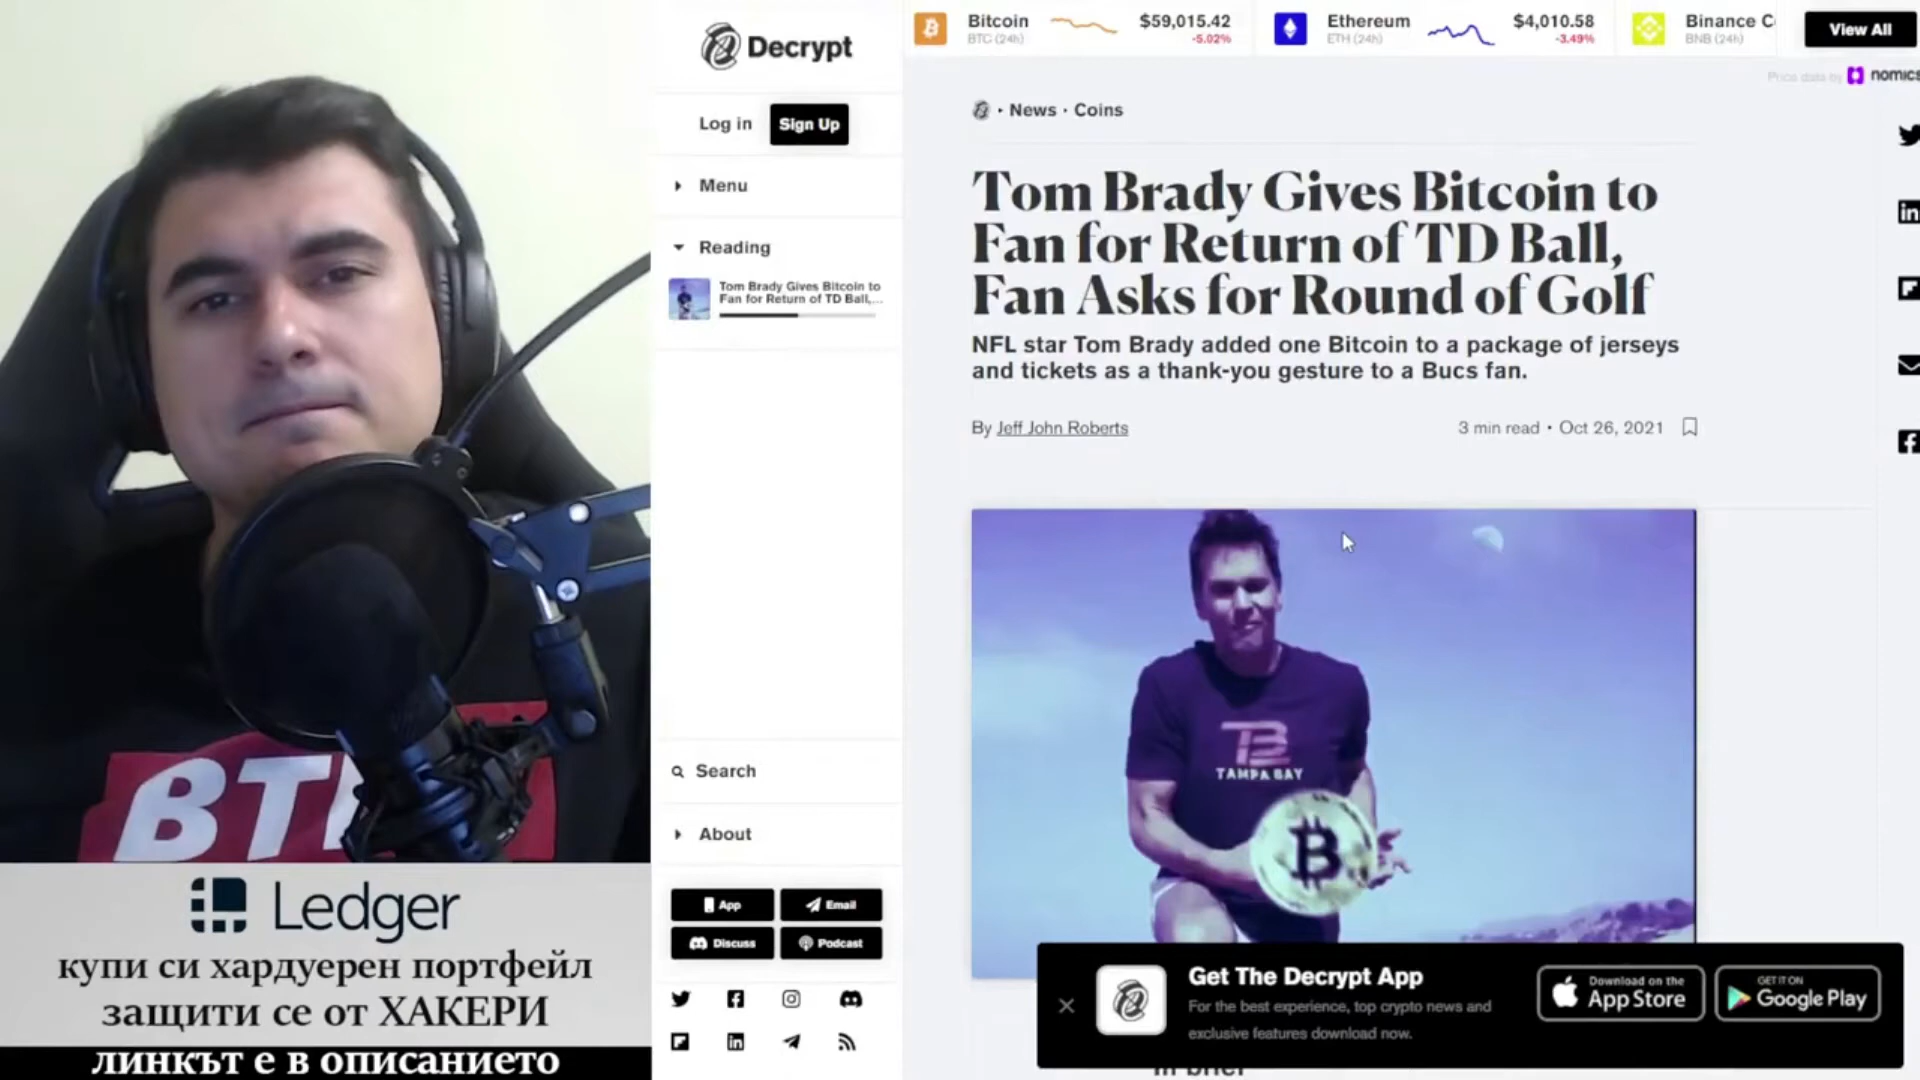 BT
Ledger
купи си хардуерен портфейл
защити се от ХАКЕРИ
линкът е в описанието
Decrypt
Log in
Sign Up
Menu
Reading
Tom Brady Gives Bitcoin to
Fan for Return of TD Ball,...
Search
About
App
Email
Discuss
Podcast
Bitcoin
BTC (24h)
$59,015.42
-5.02%
Ethereum
ETH (24h)
$4,010.58
-3.49%
Binance C
BNB (24h)
View All
Price data by nomics
· News · Coins
Tom Brady Gives Bitcoin to
Fan for Return of TD Ball,
Fan Asks for Round of Golf
NFL star Tom Brady added one Bitcoin to a package of jerseys
and tickets as a thank-you gesture to a Bucs fan.
By Jeff John Roberts
3 min read • Oct 26, 2021
TB
TAMPA BAY
B
Get The Decrypt App
For the best experience, top crypto news and
exclusive features download now.
Download on the
App Store
GET IT ON
Google Play
In brief